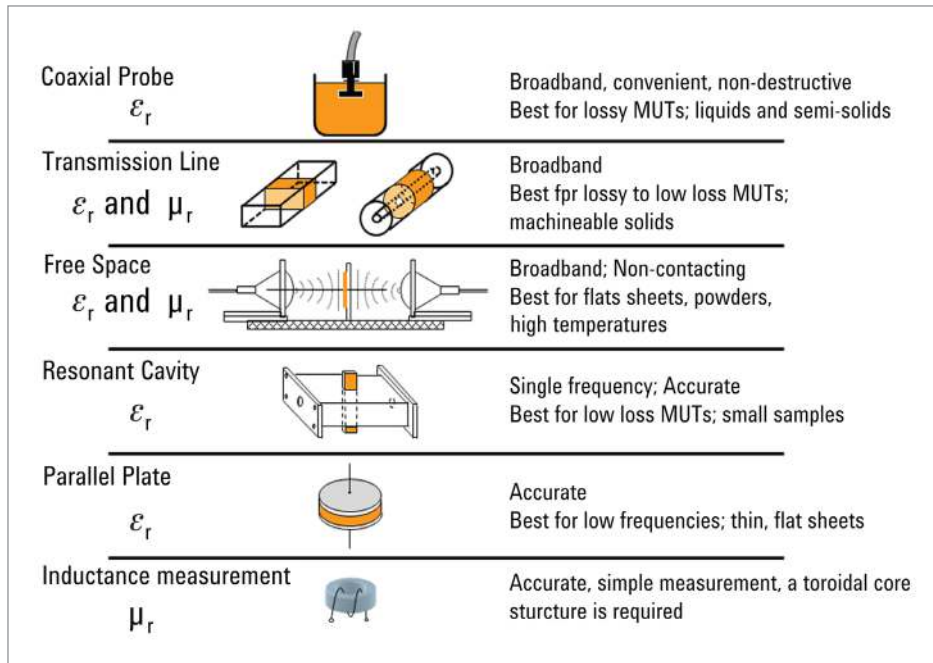 Coaxial Probe
εr
Broadband, convenient, non-destructive
Best for lossy MUTs; liquids and semi-solids
Transmission Line
εr and μr
Broadband
Best fpr lossy to low loss MUTs;
machineable solids
Free Space
εr and μr
Broadband; Non-contacting
Best for flats sheets, powders,
high temperatures
Resonant Cavity
εr
Single frequency; Accurate
Best for low loss MUTs; small samples
Parallel Plate
εr
Accurate
Best for low frequencies; thin, flat sheets
Inductance measurement
μr
Accurate, simple measurement, a toroidal core
sturcture is required